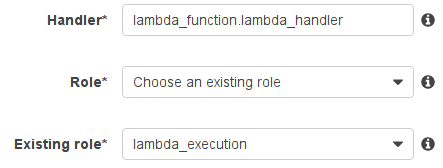 Handler* lambda_function.lambda_handler
Role* Choose an existing role
Existing role* lambda_execution